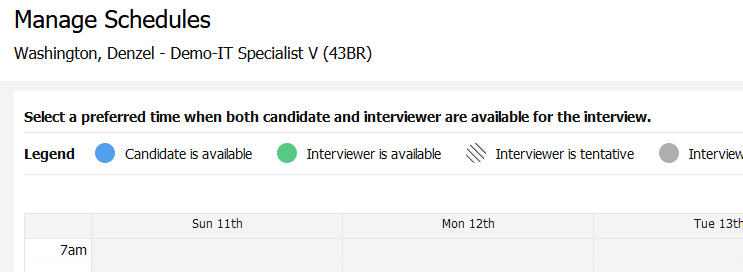 Manage Schedules
Washington, Denzel - Demo-IT Specialist V (43BR)
Select a preferred time when both candidate and interviewer are available for the interview.
Legend Candidate is available Interviewer is available Interviewer is tentative Interview
Sun 11th Mon 12th Tue 13th
7am